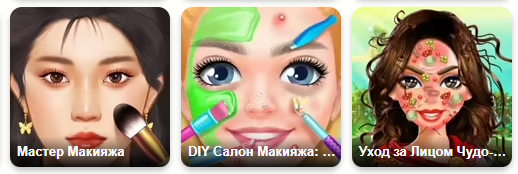 Мастер Макияжа
DIY Салон Макияжа: ...
Уход за Лицом Чудо-...